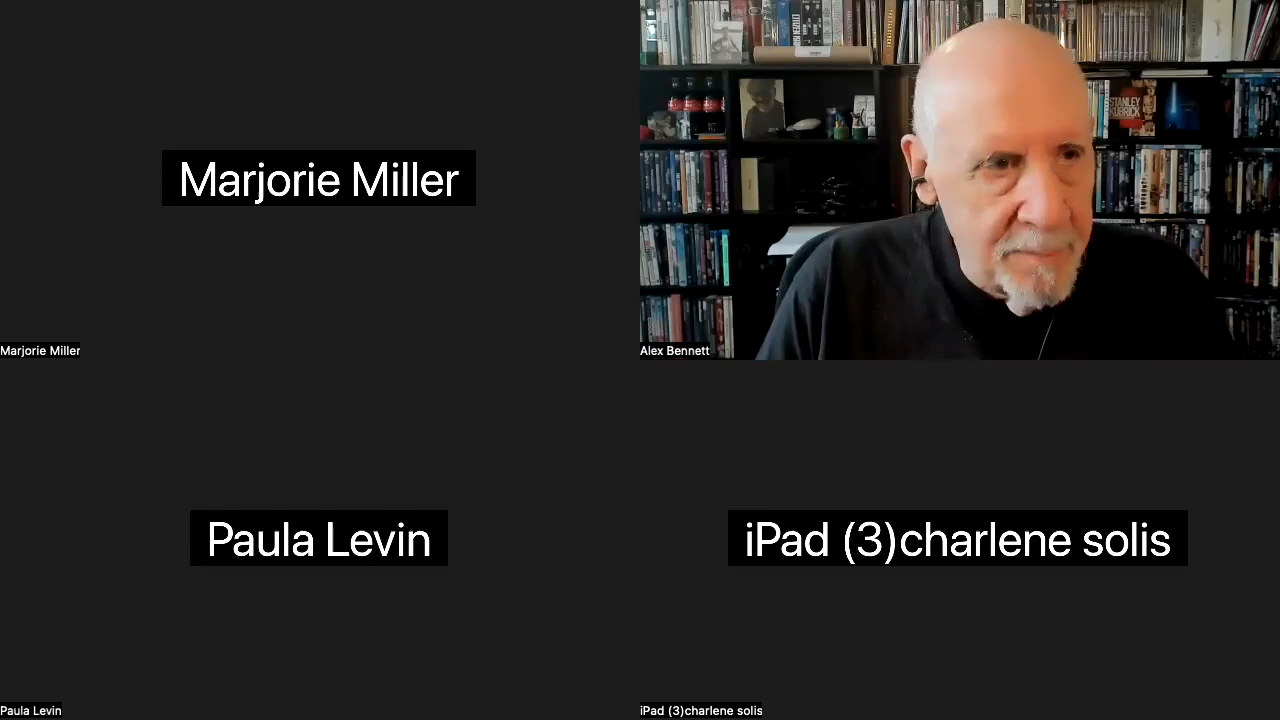 Marjorie Miller
Marjorie Miller
STANLEY
KUBRICK
Alex Bennett
Paula Levin
Paula Levin
iPad (3)charlene solis
iPad (3)charlene solis